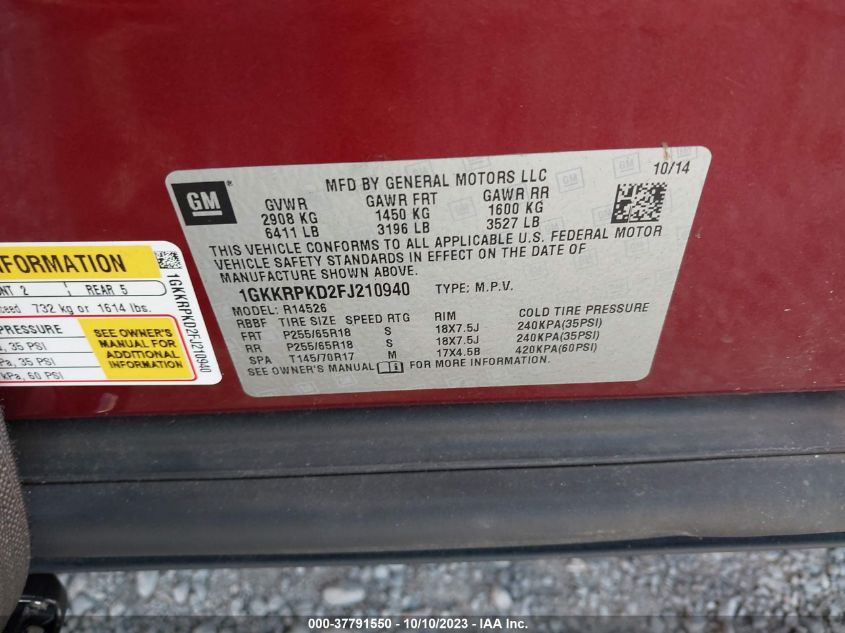 MFD BY GENERAL MOTORS LLC 10/14
GM
GVWR GAWR FRT GAWR RR
2908 KG 1450 KG 1600 KG
6411 LB 3196 LB 3527 LB
THIS VEHICLE CONFORMS TO ALL APPLICABLE U.S. FEDERAL MOTOR
VEHICLE SAFETY STANDARDS IN EFFECT ON THE DATE OF
MANUFACTURE SHOWN ABOVE.
1GKKRPKD2FJ210940 TYPE: M.P.V.
MODEL: R14526
RBBF TIRE SIZE SPEED RTG RIM COLD TIRE PRESSURE
FRT P255/65R18 S 18X7.5J 240KPA(35PSI)
RR P255/65R18 S 18X7.5J 240KPA(35PSI)
SPA T145/70R17 M 17X4.5B 420KPA(60PSI)
SEE OWNER'S MANUAL FOR MORE INFORMATION.
FORMATION
2 REAR 5
732 kg or 1614 lbs.
PRESSURE
35 PSI
35 PSI
kPa, 60 PSI
SEE OWNER'S
MANUAL FOR
ADDITIONAL
INFORMATION
1GKKRPKD2FJ210940
000-37791550 - 10/10/2023 - IAA Inc.